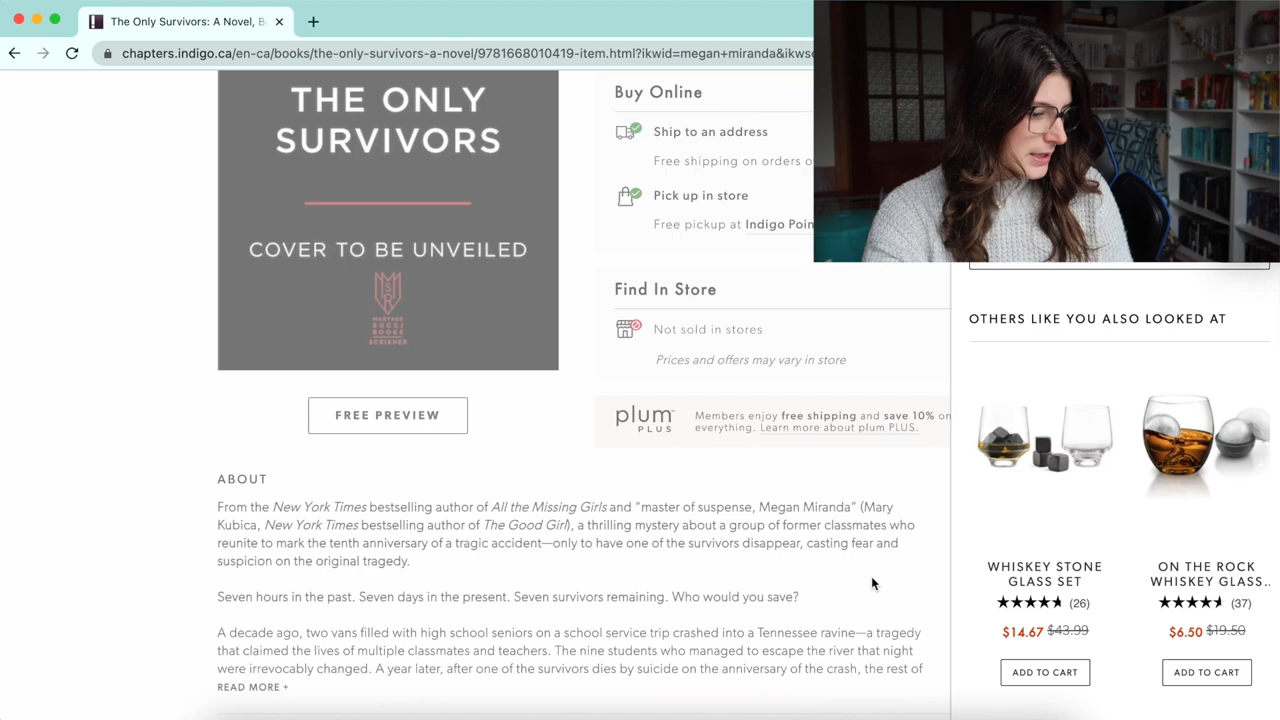 The Only Survivors: A Novel, B
chapters.indigo.ca/en-ca/books/the-only-survivors-a-novel/9781668010419-item.html?ikwid=megan+miranda&ikwse
THE ONLY
SURVIVORS
COVER TO BE UNVEILED
MARYSUE
RUCCI
BOOKS
SCRIBNER
FREE PREVIEW
Buy Online
Ship to an address
Free shipping on orders o
Pick up in store
Free pickup at Indigo Poin
Find In Store
Not sold in stores
Prices and offers may vary in store
plum PLUS
Members enjoy free shipping and save 10% on
everything. Learn more about plum PLUS.
ABOUT
From the New York Times bestselling author of All the Missing Girls and “master of suspense, Megan Miranda” (Mary
Kubica, New York Times bestselling author of The Good Girl), a thrilling mystery about a group of former classmates who
reunite to mark the tenth anniversary of a tragic accident—only to have one of the survivors disappear, casting fear and
suspicion on the original tragedy.
Seven hours in the past. Seven days in the present. Seven survivors remaining. Who would you save?
A decade ago, two vans filled with high school seniors on a school service trip crashed into a Tennessee ravine—a tragedy
that claimed the lives of multiple classmates and teachers. The nine students who managed to escape the river that night
were irrevocably changed. A year later, after one of the survivors dies by suicide on the anniversary of the crash, the rest of
READ MORE +
OTHERS LIKE YOU ALSO LOOKED AT
WHISKEY STONE
GLASS SET
(26)
$14.67 $43.99
ADD TO CART
ON THE ROCK
WHISKEY GLASS..
(37)
$6.50 $19.50
ADD TO CART